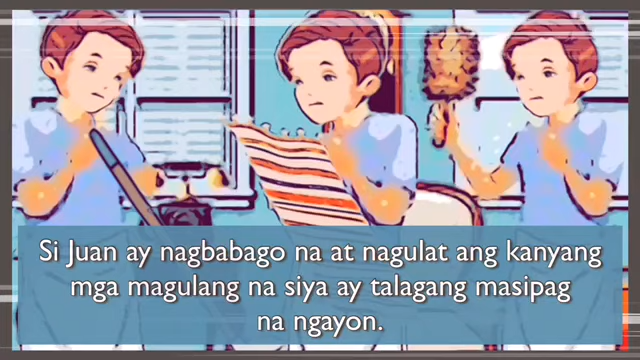 Si Juan ay nagbabago na at nagulat ang kanyang
mga magulang na siya ay talagang masipag
na ngayon.